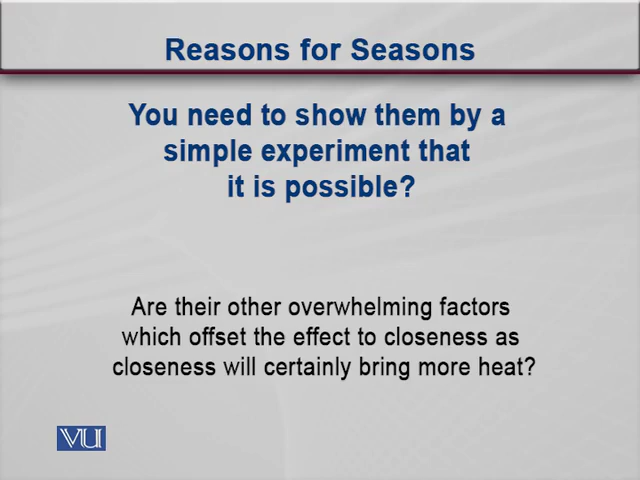 Reasons for Seasons
You need to show them by a
simple experiment that
it is possible?
Are their other overwhelming factors
which offset the effect to closeness as
closeness will certainly bring more heat?
VU